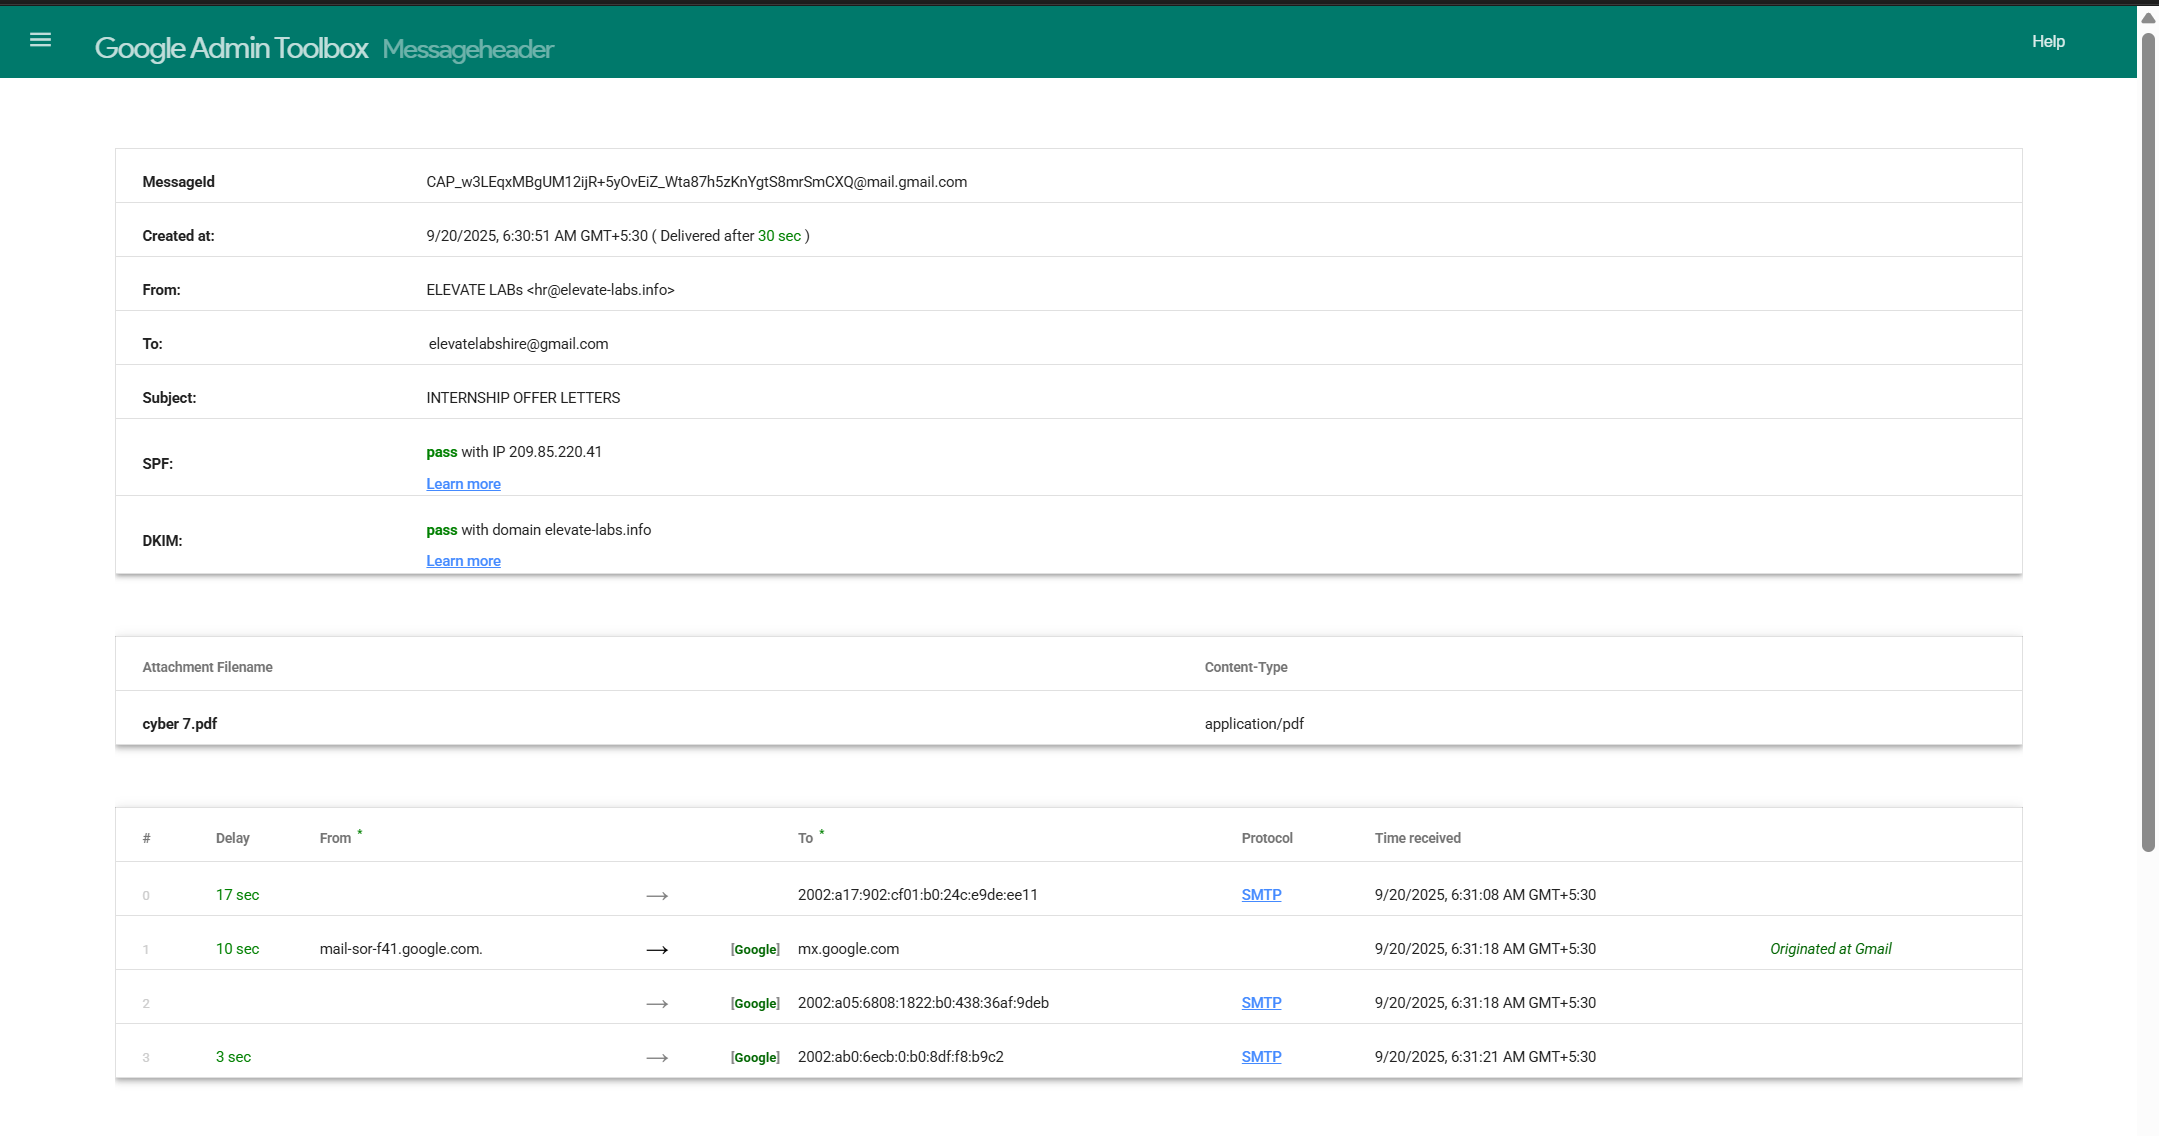 Google Admin Toolbox Messageheader Help
MessageId CAP_w3LEqxMBgUM12ijR+5yOvEiZ_Wta87h5zKnYgtS8mrSmCXQ@mail.gmail.com
Created at: 9/20/2025, 6:30:51 AM GMT+5:30 ( Delivered after 30 sec )
From: ELEVATE LABs <hr@elevate-labs.info>
To: elevatelabshire@gmail.com
Subject: INTERNSHIP OFFER LETTERS
SPF: pass with IP 209.85.220.41
Learn more
DKIM: pass with domain elevate-labs.info
Learn more
Attachment Filename Content-Type
cyber 7.pdf application/pdf
# Delay From * To * Protocol Time received
0 17 sec → 2002:a17:902:cf01:b0:24c:e9de:ee11 SMTP 9/20/2025, 6:31:08 AM GMT+5:30
1 10 sec mail-sor-f41.google.com. → [Google] mx.google.com 9/20/2025, 6:31:18 AM GMT+5:30 Originated at Gmail
2 → [Google] 2002:a05:6808:1822:b0:438:36af:9deb SMTP 9/20/2025, 6:31:18 AM GMT+5:30
3 3 sec → [Google] 2002:ab0:6ecb:0:b0:8df:f8:b9c2 SMTP 9/20/2025, 6:31:21 AM GMT+5:30